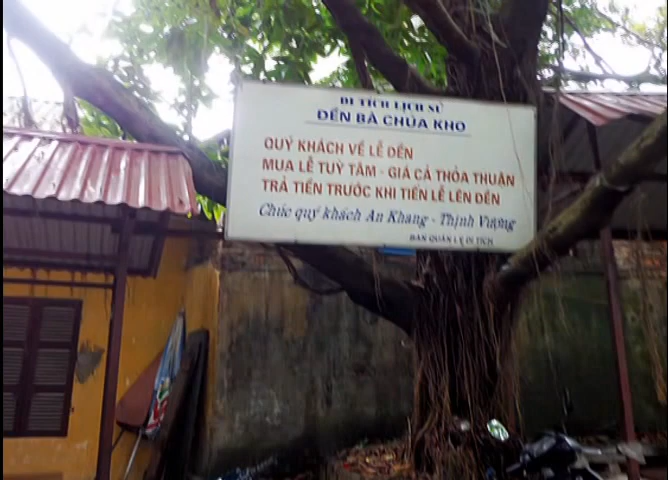 DI TÍCH LỊCH SỬ
ĐỀN BÀ CHÚA KHO
QUÝ KHÁCH VỀ LỄ ĐỀN
MUA LỄ TUỲ TÂM - GIÁ CẢ THỎA THUẬN
TRẢ TIỀN TRƯỚC KHI TIẾN LỄ LÊN ĐỀN
Chúc quý khách An Khang - Thịnh Vượng
BAN QUẢN LÝ DI TÍCH